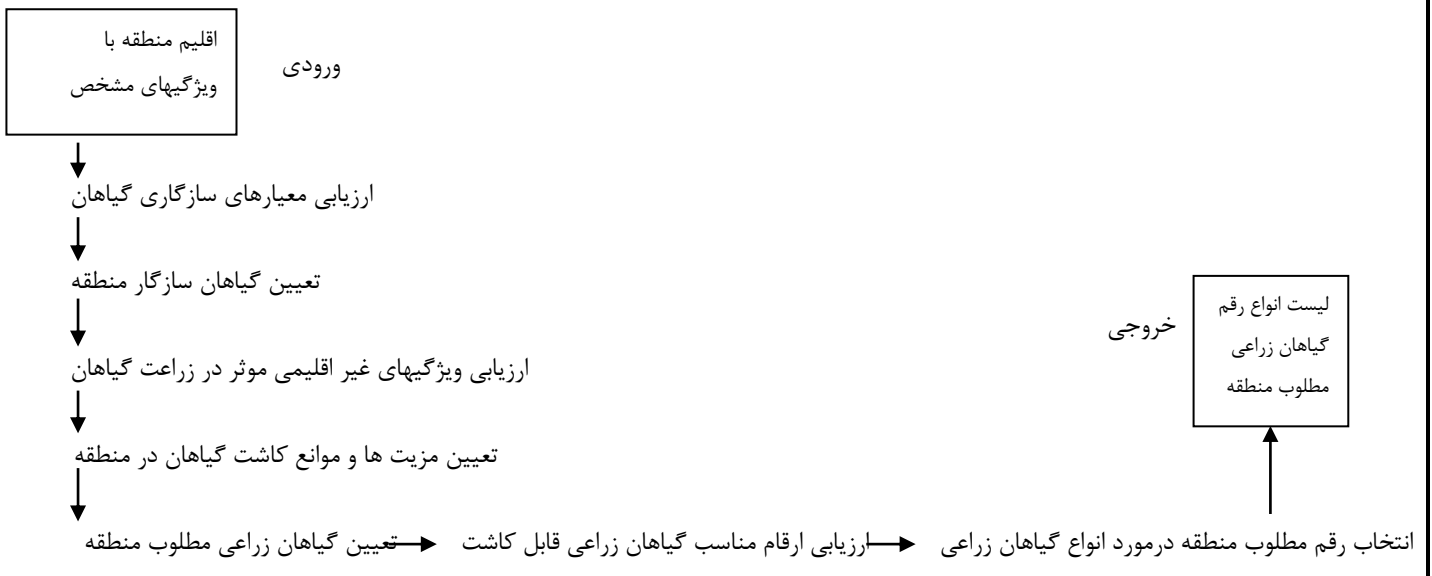 اقلیم منطقه با
ویژگیهای مشخص
ورودی
ارزیابی معیارهای سازگاری گیاهان
تعیین گیاهان سازگار منطقه
ارزیابی ویژگیهای غیر اقلیمی موثر در زراعت گیاهان
تعیین مزیت ها و موانع کاشت گیاهان در منطقه
تعیین گیاهان زراعی مطلوب منطقه
ارزیابی ارقام مناسب گیاهان زراعی قابل کاشت
انتخاب رقم مطلوب منطقه درمورد انواع گیاهان زراعی
خروجی
لیست انواع رقم
گیاهان زراعی
مطلوب منطقه